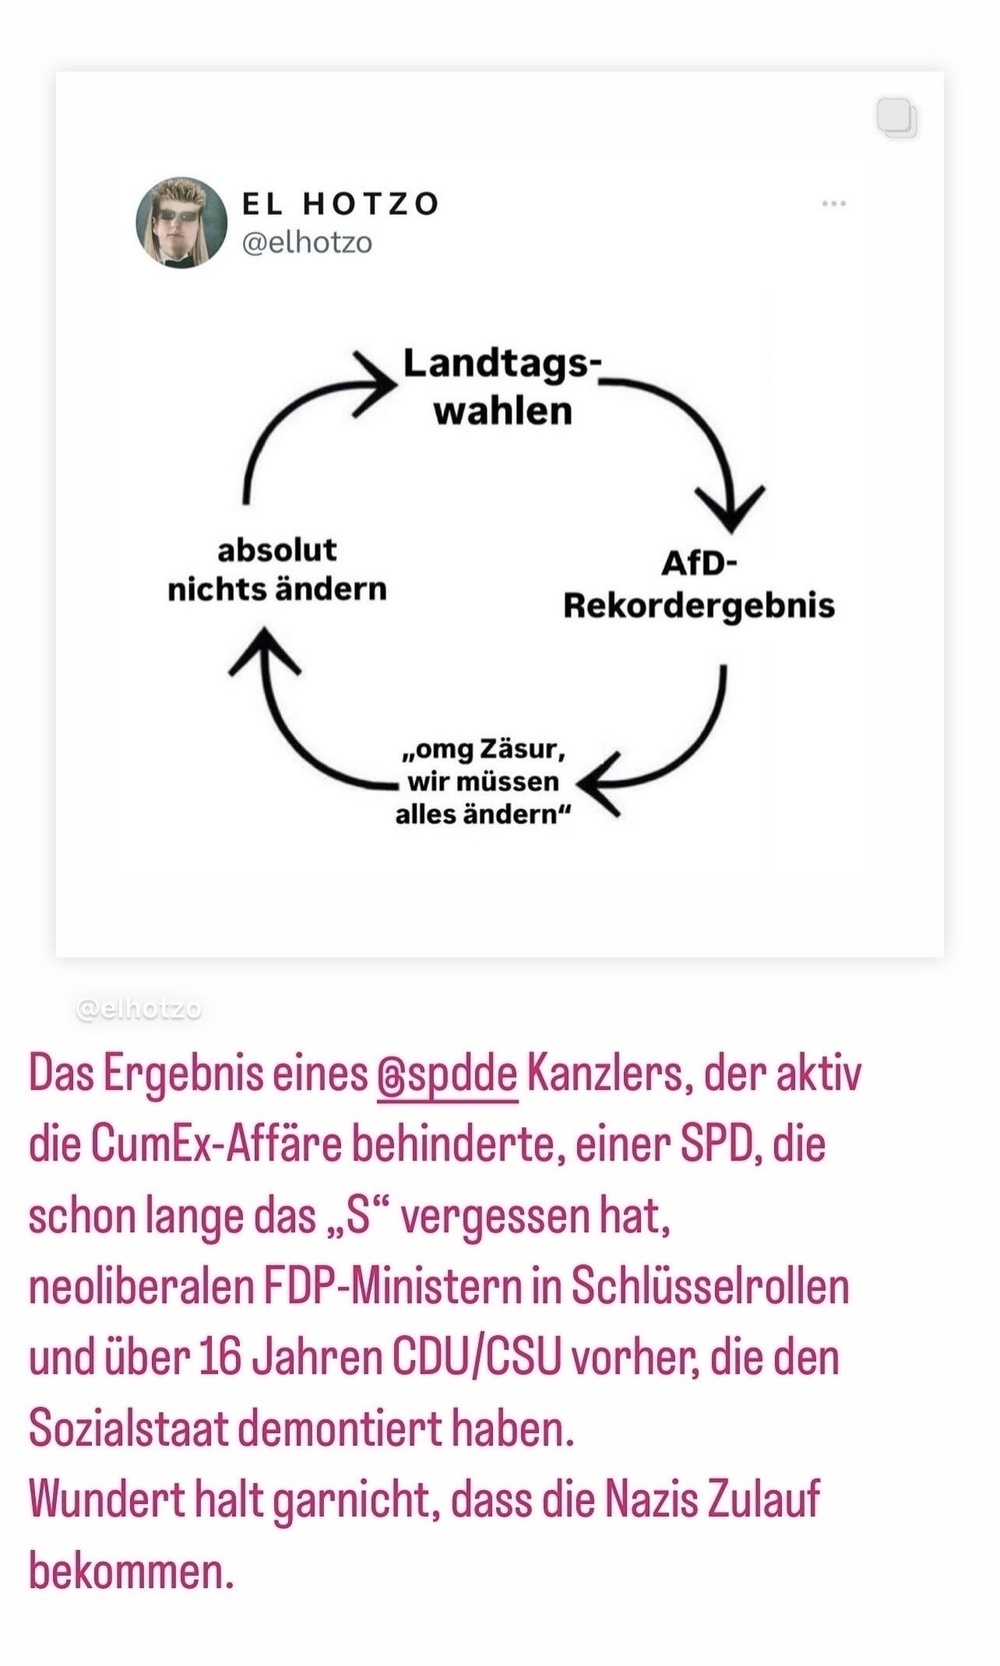 EL HOTZO
@elhotzo
Landtags-
wahlen
absolut
nichts ändern
AfD-
Rekordergebnis
„omg Zäsur,
wir müssen
alles ändern“
@elhotzo
Das Ergebnis eines @spdde Kanzlers, der aktiv
die CumEx-Affäre behinderte, einer SPD, die
schon lange das „S“ vergessen hat,
neoliberalen FDP-Ministern in Schlüsselrollen
und über 16 Jahren CDU/CSU vorher, die den
Sozialstaat demontiert haben.
Wundert halt garnicht, dass die Nazis Zulauf
bekommen.